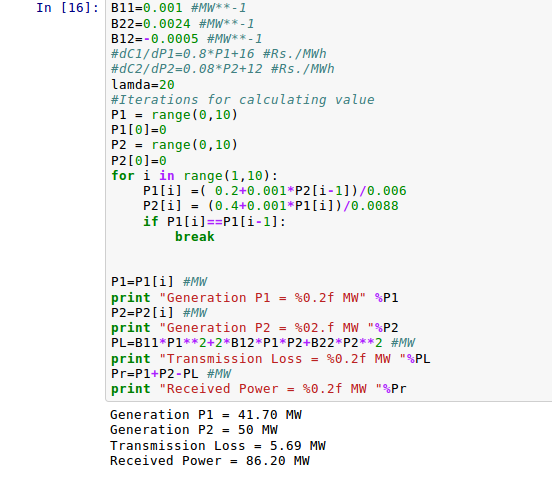 In [16]: B11=0.001 #MW**-1
B22=0.0024 #MW**-1
B12=-0.0005 #MW**-1
#dC1/dP1=0.8*P1+16 #Rs./MWh
#dC2/dP2=0.08*P2+12 #Rs./MWh
lamda=20
#Iterations for calculating value
P1 = range(0,10)
P1[0]=0
P2 = range(0,10)
P2[0]=0
for i in range(1,10):
    P1[i] =( 0.2+0.001*P2[i-1])/0.006
    P2[i] = (0.4+0.001*P1[i])/0.0088
    if P1[i]==P1[i-1]:
        break
P1=P1[i] #MW
print "Generation P1 = %0.2f MW" %P1
P2=P2[i] #MW
print "Generation P2 = %02.f MW "%P2
PL=B11*P1**2+2*B12*P1*P2+B22*P2**2 #MW
print "Transmission Loss = %0.2f MW "%PL
Pr=P1+P2-PL #MW
print "Received Power = %0.2f MW "%Pr
Generation P1 = 41.70 MW
Generation P2 = 50 MW
Transmission Loss = 5.69 MW
Received Power = 86.20 MW